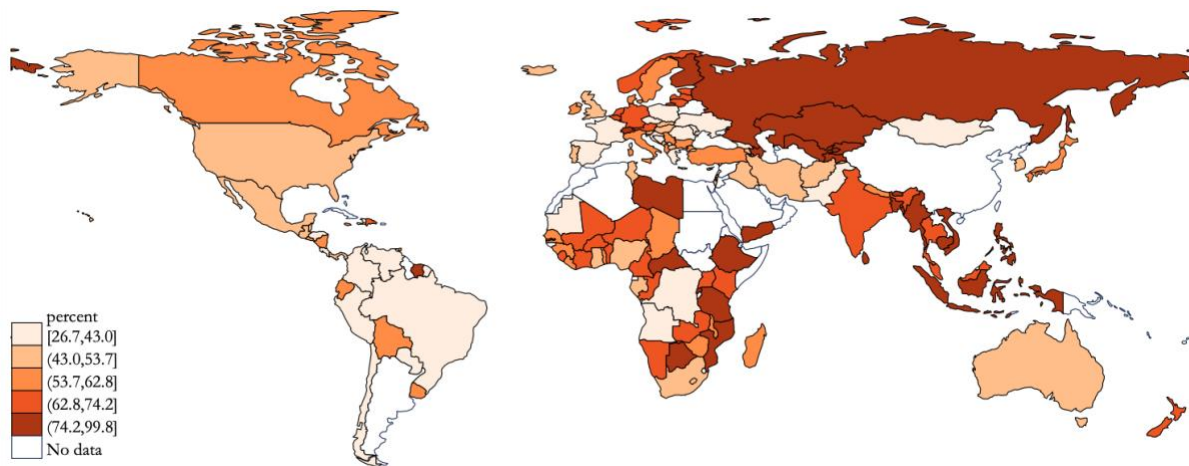 percent
[26.7,43.0]
(43.0,53.7]
(53.7,62.8]
(62.8,74.2]
(74.2,99.8]
No data